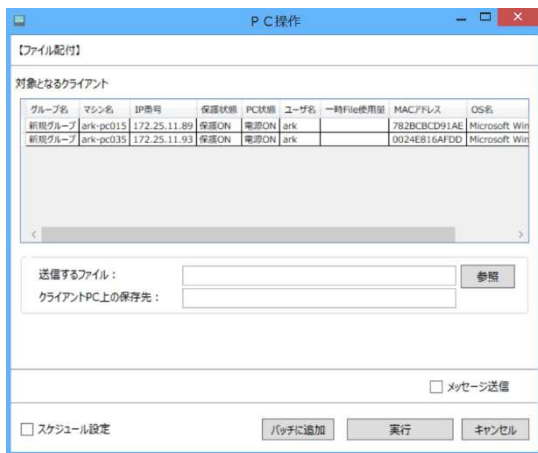 PC操作
【ファイル配付】
対象となるクライアント
グループ名 マシン名 IP番号 保護状態 PC状態 ユーザ名 一時File使用量 MACアドレス OS名
新規グループ ark-pc015 172.25.11.89 保護ON 電源ON ark 782BCBCD91AE Microsoft Win
新規グループ ark-pc035 172.25.11.93 保護ON 電源ON ark 0024E816AFDD Microsoft Win
送信するファイル：
参照
クライアントPC上の保存先：
メッセージ送信
スケジュール設定 バッチに追加 実行 キャンセル